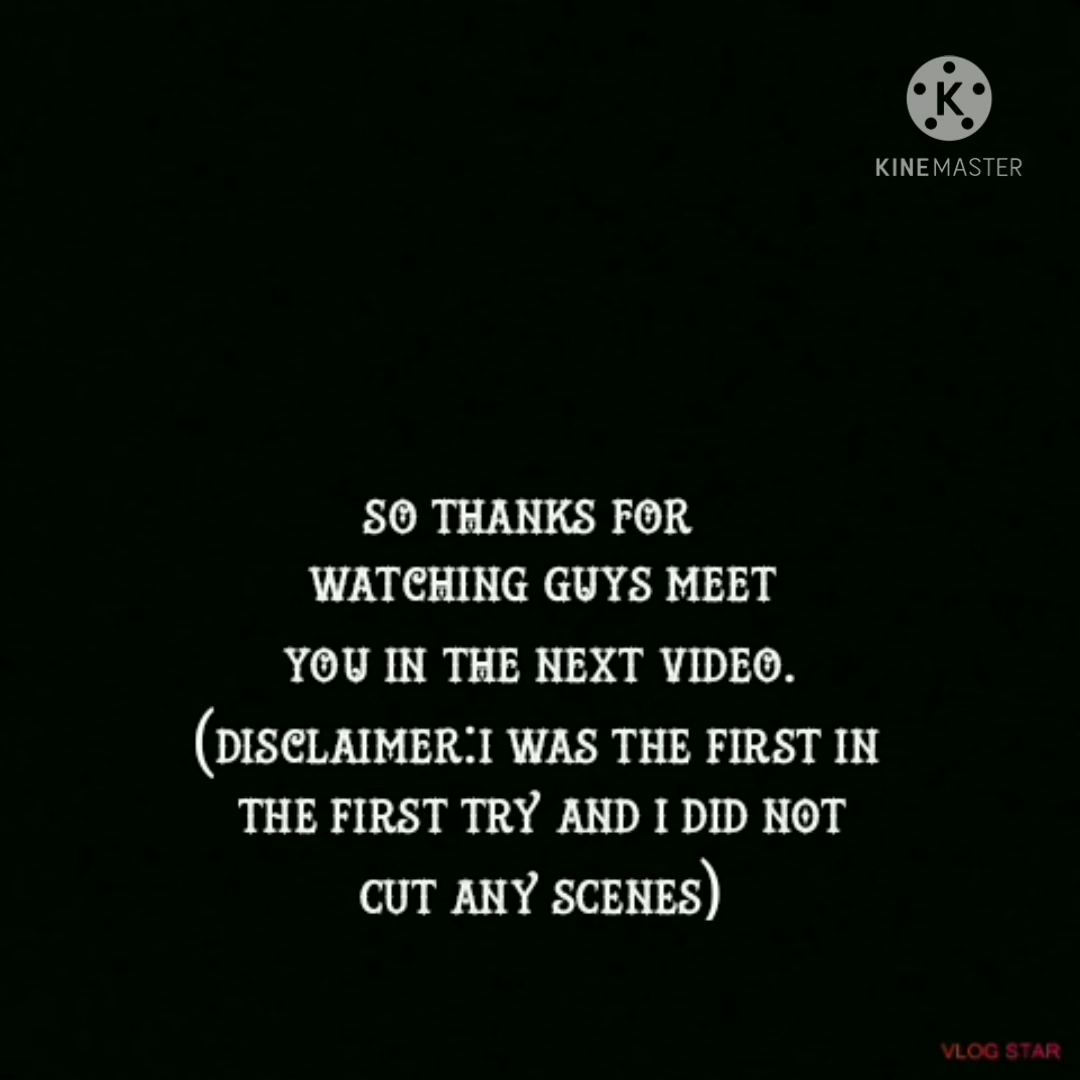 K
KINEMASTER
SO THANKS FOR
WATCHING GUYS MEET
YOU IN THE NEXT VIDEO.
(DISCLAIMER:I WAS THE FIRST IN
THE FIRST TRY AND I DID NOT
CUT ANY SCENES)
VLOG STAR